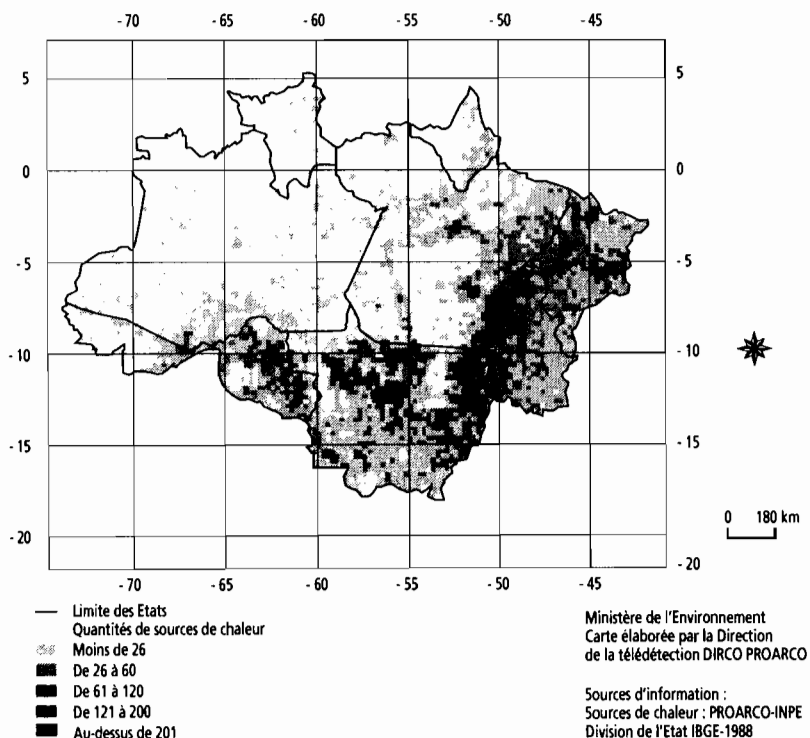 - 70 - 65 - 60 - 55 - 50 - 45
5 5
0 0
- 5 - 5
- 10 - 10
- 15 - 15
0 180 km
- 20 - 20
- 70 - 65 - 60 - 55 - 50 - 45
Limite des Etats
Quantités de sources de chaleur
Moins de 26
De 26 à 60
De 61 à 120
De 121 à 200
Au-dessus de 201
Ministère de l'Environnement
Carte élaborée par la Direction
de la télédétection DIRCO PROARCO
Sources d'information :
Sources de chaleur : PROARCO-INPE
Division de l'Etat IBGE-1988